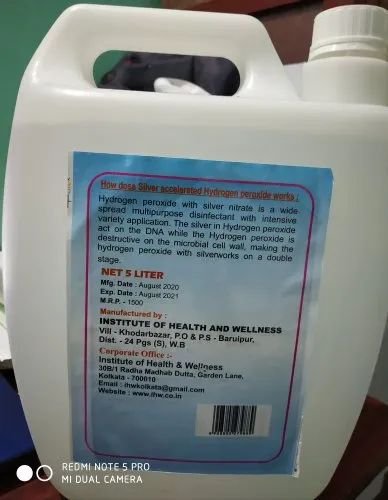 How dose Silver accelerated Hydrogen peroxide works :
Hydrogen peroxide with silver nitrate is a wide
spread multipurpose disinfectant with intensive
variety application. The silver in Hydrogen peroxide
act on the DNA while the Hydrogen peroxide is
destructive on the microbial cell wall, making the
hydrogen peroxide with silverworks on a double
stage.
NET 5 LITER
Mfg. Date : August 2020
Exp. Date : August 2021
M.R.P. - 1500
Manufactured by :
INSTITUTE OF HEALTH AND WELLNESS
Vill - Khodarbazar, P.O & P.S - Baruipur,
Dist. - 24 Pgs (S), W.B
Corporate Office :-
Institute of Health & Wellness
30B/1 Radha Madhab Dutta, Garden Lane,
Kolkata - 700010
Email : ihwkolkata@gmail.com
Website : www.ihw.co.in
REDMI NOTE 5 PRO
MI DUAL CAMERA